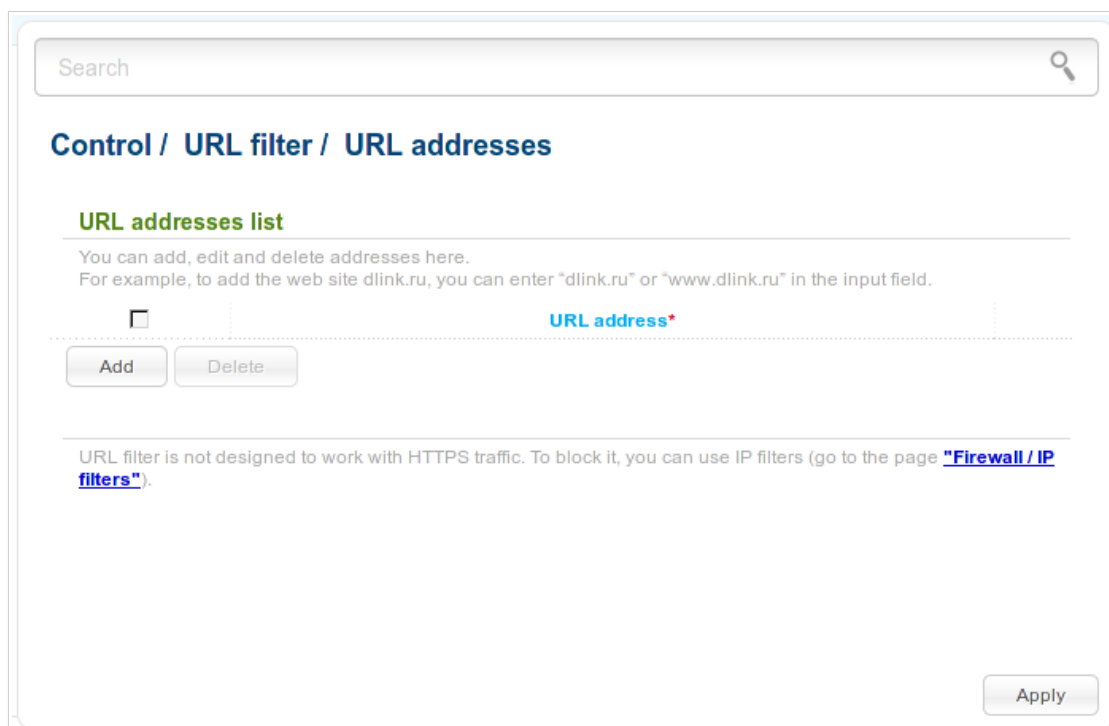 Search
Control / URL filter / URL addresses
URL addresses list
You can add, edit and delete addresses here.
For example, to add the web site dlink.ru, you can enter “dlink.ru” or “www.dlink.ru” in the input field.
URL address*
Add Delete
URL filter is not designed to work with HTTPS traffic. To block it, you can use IP filters (go to the page "Firewall / IP
filters").
Apply